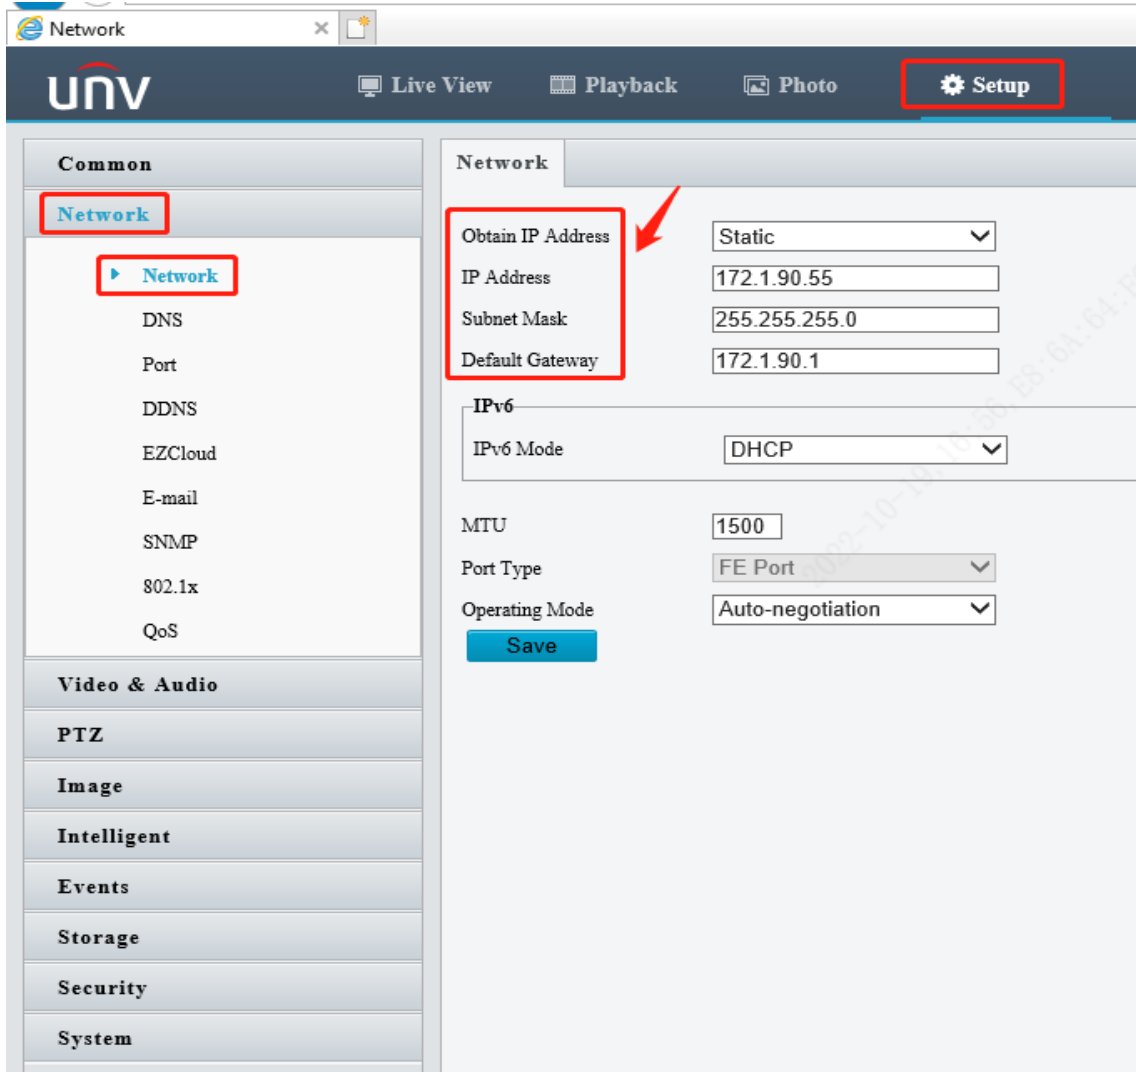 Network
unv
Live View
Playback
Photo
Setup
Common
Network
Network
DNS
Port
DDNS
EZCloud
E-mail
SNMP
802.1x
QoS
Video & Audio
PTZ
Image
Intelligent
Events
Storage
Security
System
Network
Obtain IP Address Static
IP Address 172.1.90.55
Subnet Mask 255.255.255.0
Default Gateway 172.1.90.1
IPv6
IPv6 Mode DHCP
MTU 1500
Port Type FE Port
Operating Mode Auto-negotiation
Save